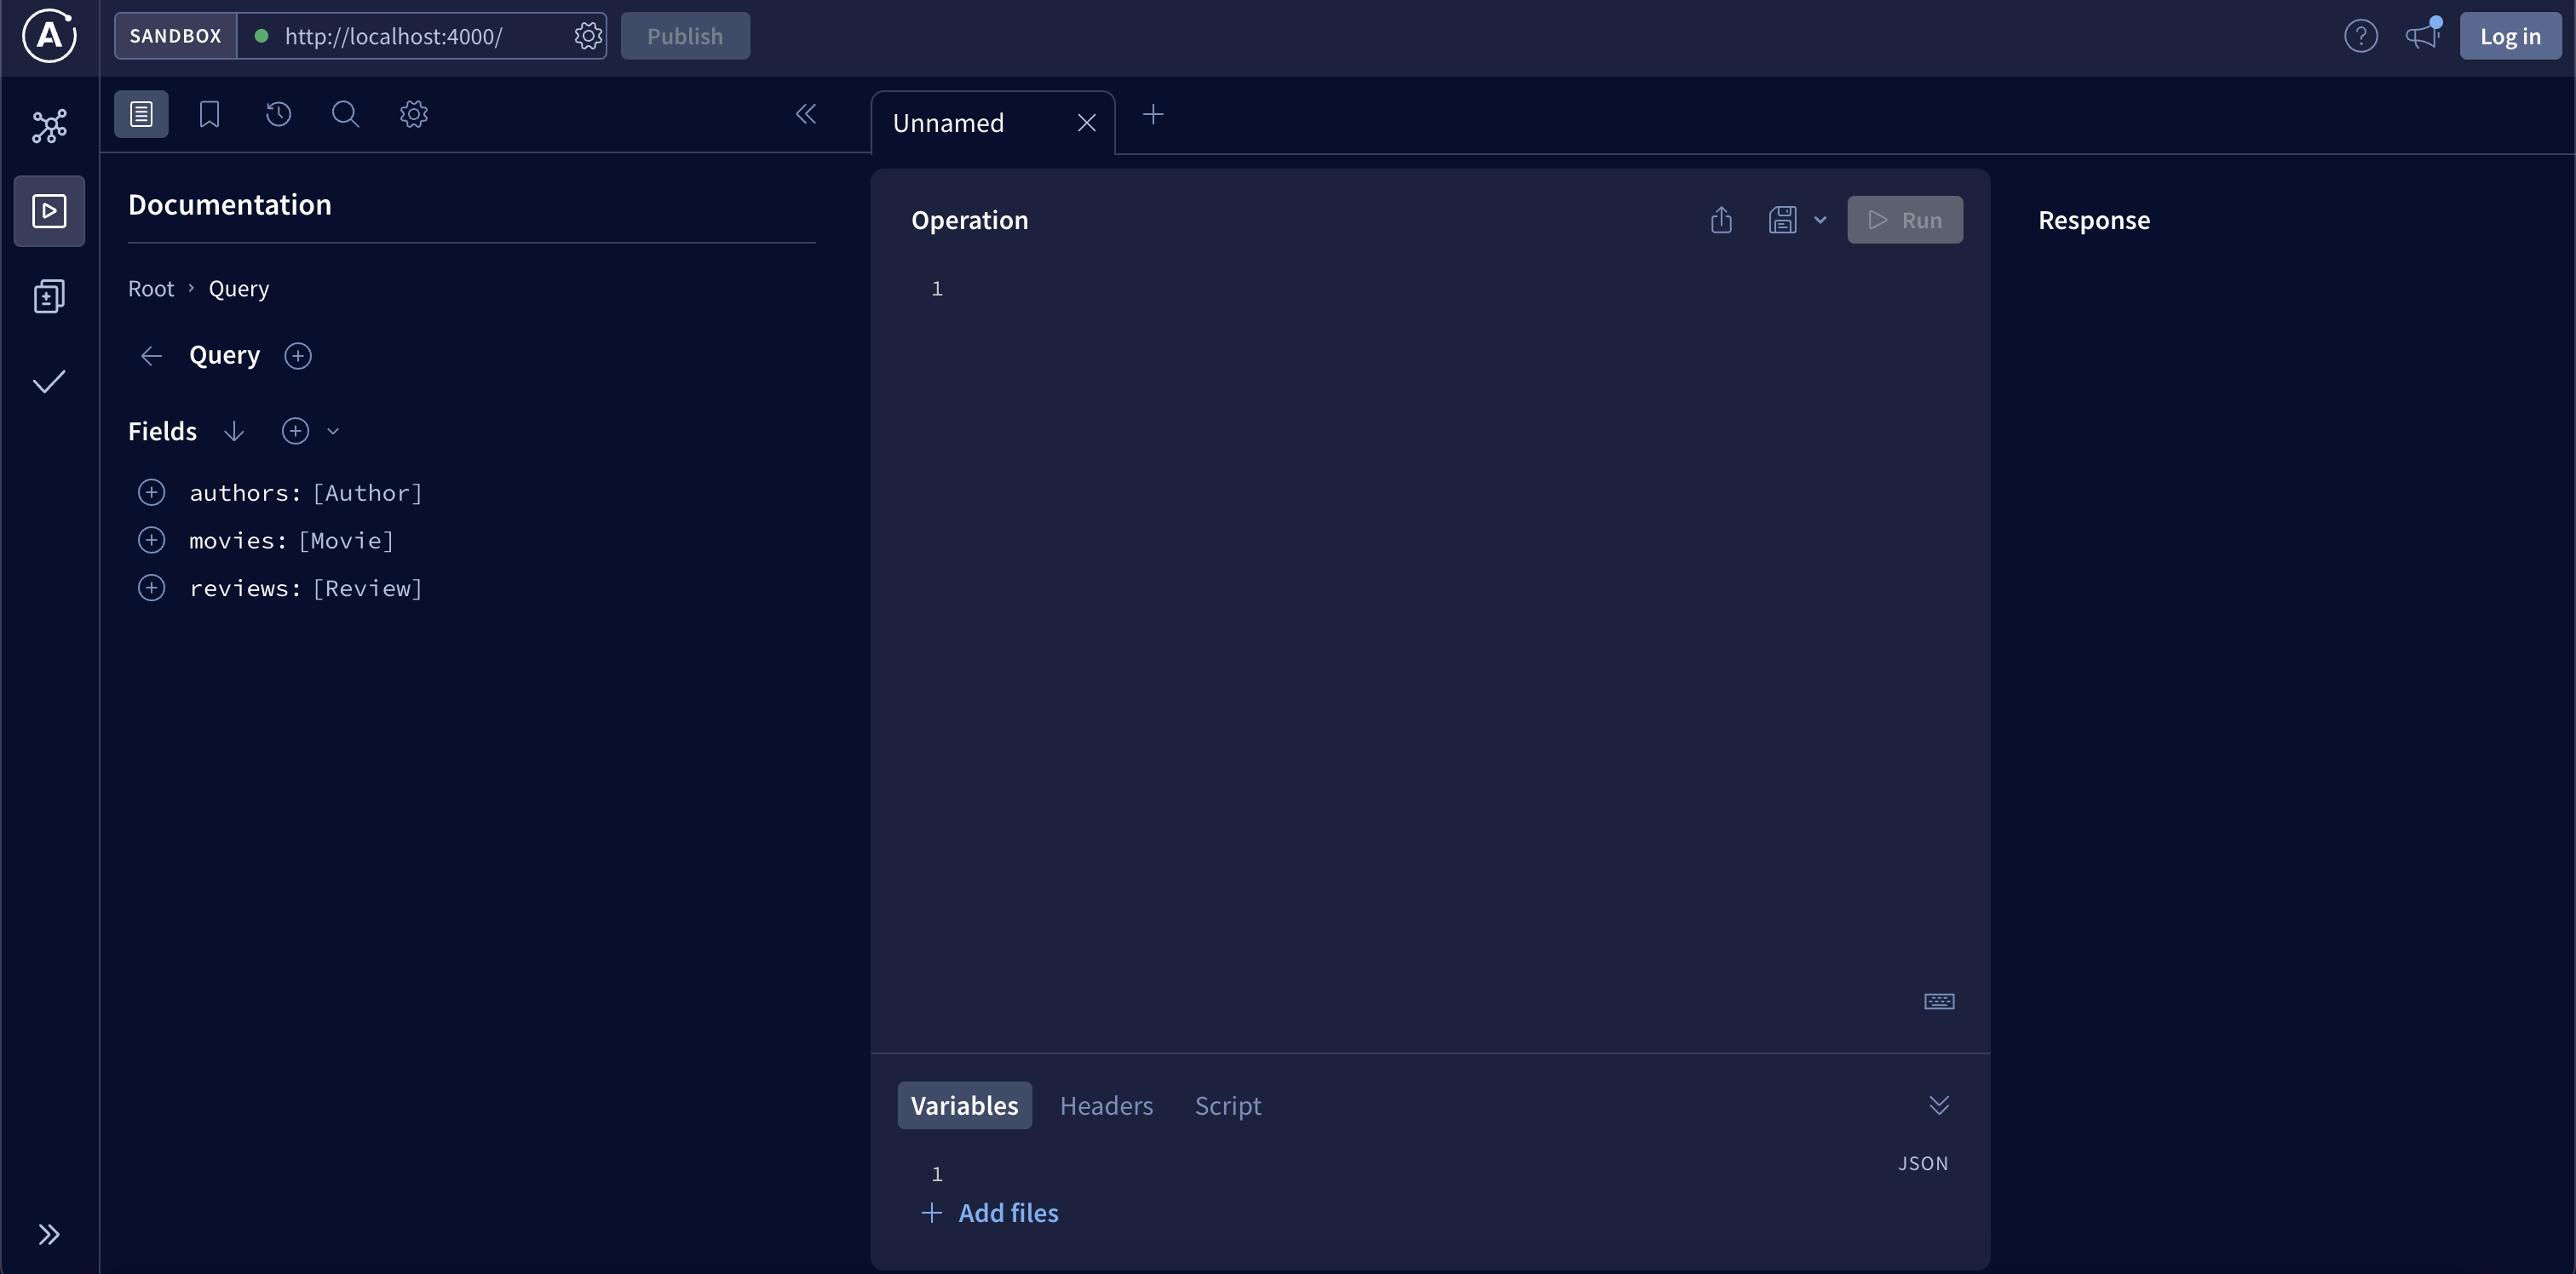 A SANDBOX http://localhost:4000/ Publish Log in
Unnamed
Documentation
Root › Query
Query
Fields
authors: [Author]
movies: [Movie]
reviews: [Review]
Operation
Run
1
Variables Headers Script
JSON
1
Add files
Response